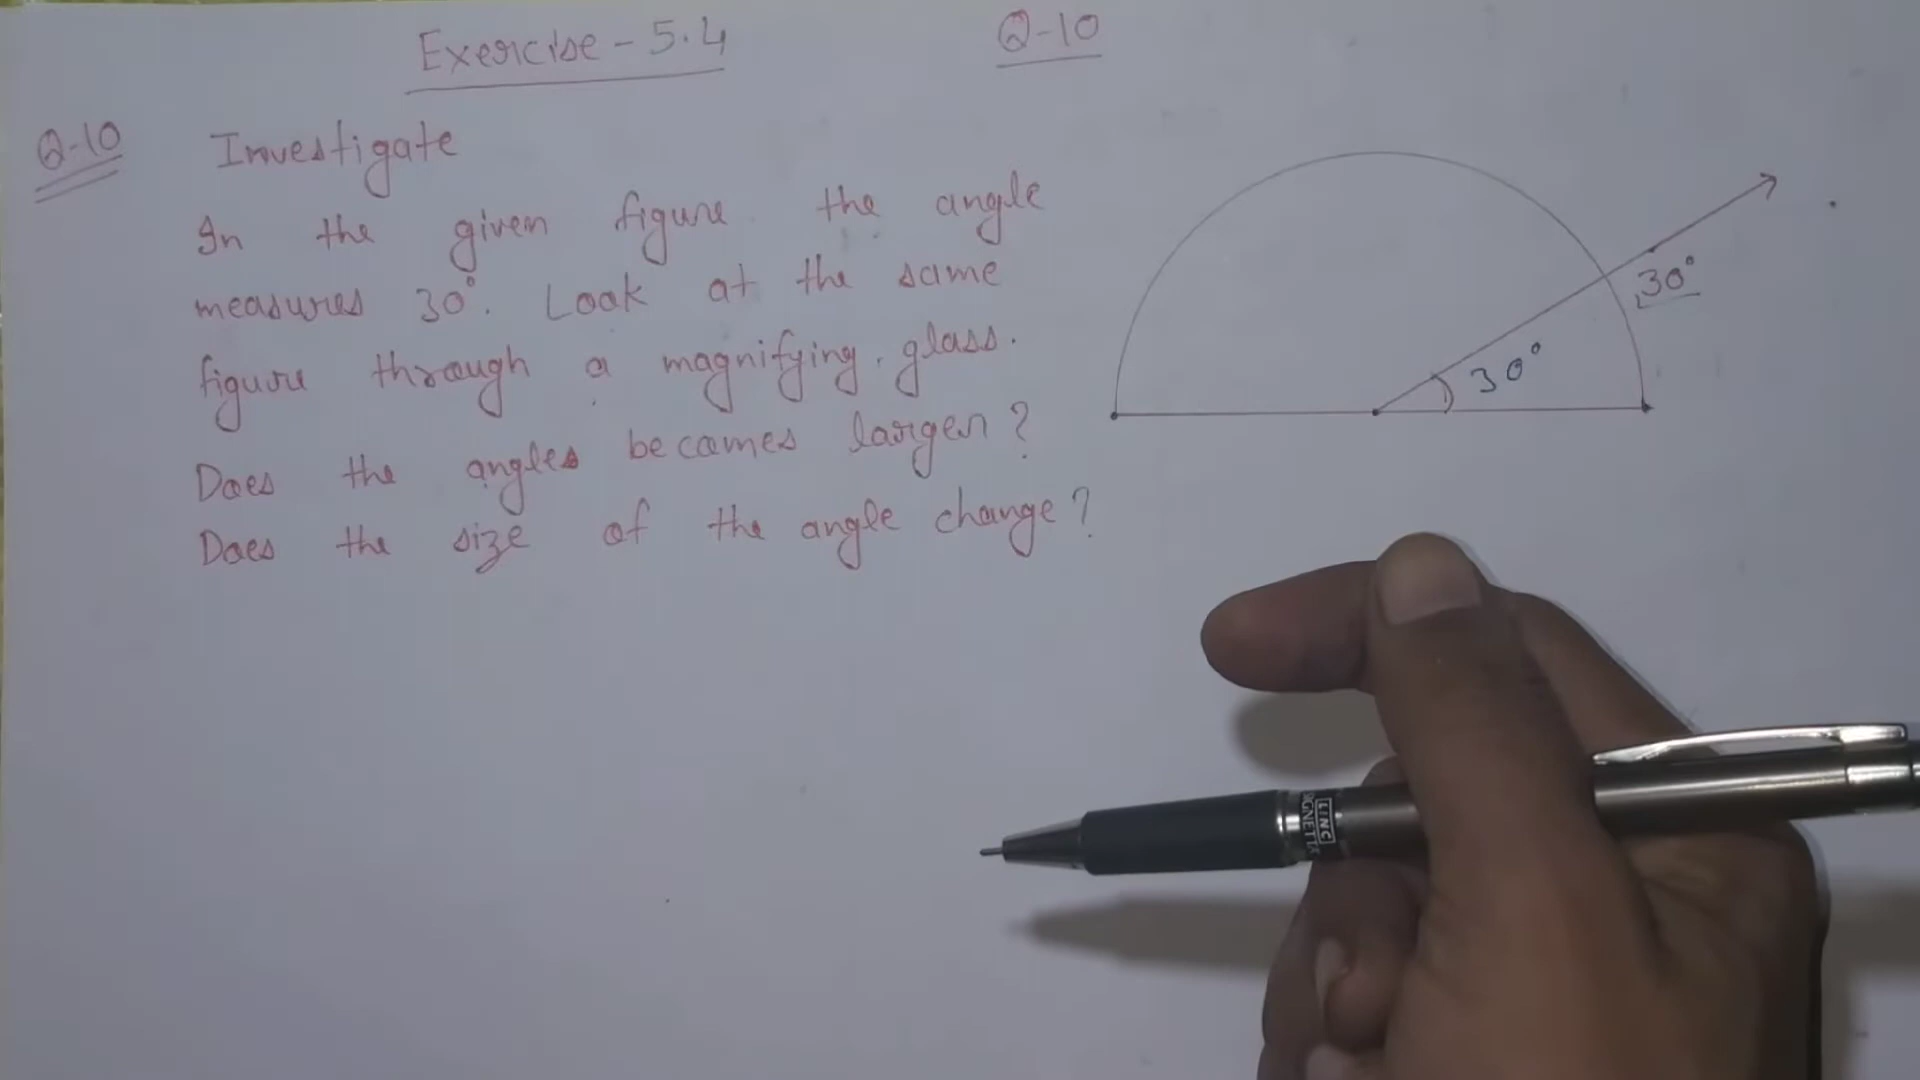 Exercise - 5.4
Q-10
Q-10 Investigate
In the given figure the angle
measures 30°. Look at the same
figure through a magnifying glass.
Does the angles becomes larger?
Does the size of the angle change?
30°
30°
LINC
SIGNETTA